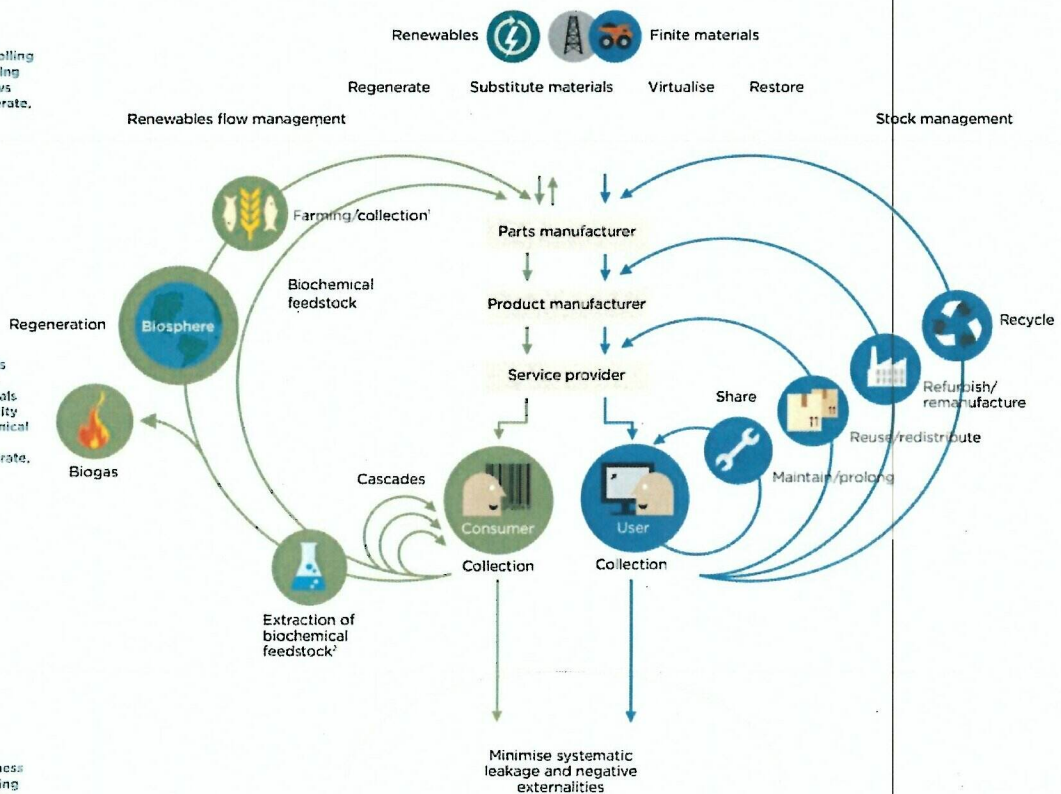 Renewables
Finite materials
Regenerate
Substitute materials
Virtualise
Restore
Renewables flow management
Stock management
Farming/collection¹
Parts manufacturer
Biochemical
feedstock
Product manufacturer
Regeneration
Biosphere
Recycle
Service provider
Refurbish/
remanufacture
Share
Reuse/redistribute
Biogas
Cascades
Maintain/prolong
Consumer
User
Collection
Collection
Extraction of
biochemical
feedstock²
Minimise systematic
leakage and negative
externalities